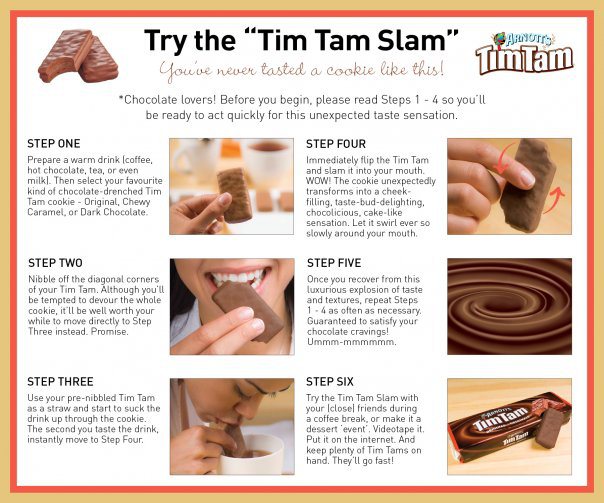 Try the “Tim Tam Slam”
You've never tasted a cookie like this!
ARNOTT'S
Tim Tam
*Chocolate lovers! Before you begin, please read Steps 1 - 4 so you’ll
be ready to act quickly for this unexpected taste sensation.
STEP ONE
Prepare a warm drink (coffee,
hot chocolate, tea, or even
milk). Then select your favourite
kind of chocolate-drenched Tim
Tam cookie - Original, Chewy
Caramel, or Dark Chocolate.
STEP TWO
Nibble off the diagonal corners
of your Tim Tam. Although you’ll
be tempted to devour the whole
cookie, it’ll be well worth your
while to move directly to Step
Three instead. Promise.
STEP THREE
Use your pre-nibbled Tim Tam
as a straw and start to suck the
drink up through the cookie.
The second you taste the drink,
instantly move to Step Four.
STEP FOUR
Immediately flip the Tim Tam
and slam it into your mouth.
WOW! The cookie unexpectedly
transforms into a cheek-
filling, taste-bud-delighting,
chocolicious, cake-like
sensation. Let it swirl ever so
slowly around your mouth.
STEP FIVE
Once you recover from this
luxurious explosion of taste
and textures, repeat Steps
1 - 4 as often as necessary.
Guaranteed to satisfy your
chocolate cravings!
Ummm-mmmmmm.
STEP SIX
Try the Tim Tam Slam with
your (close) friends during
a coffee break, or make it a
dessert ‘event’. Videotape it.
Put it on the internet. And
keep plenty of Tim Tams on
hand. They’ll go fast!
ARNOTT'S
Tim Tam
Tim Tam